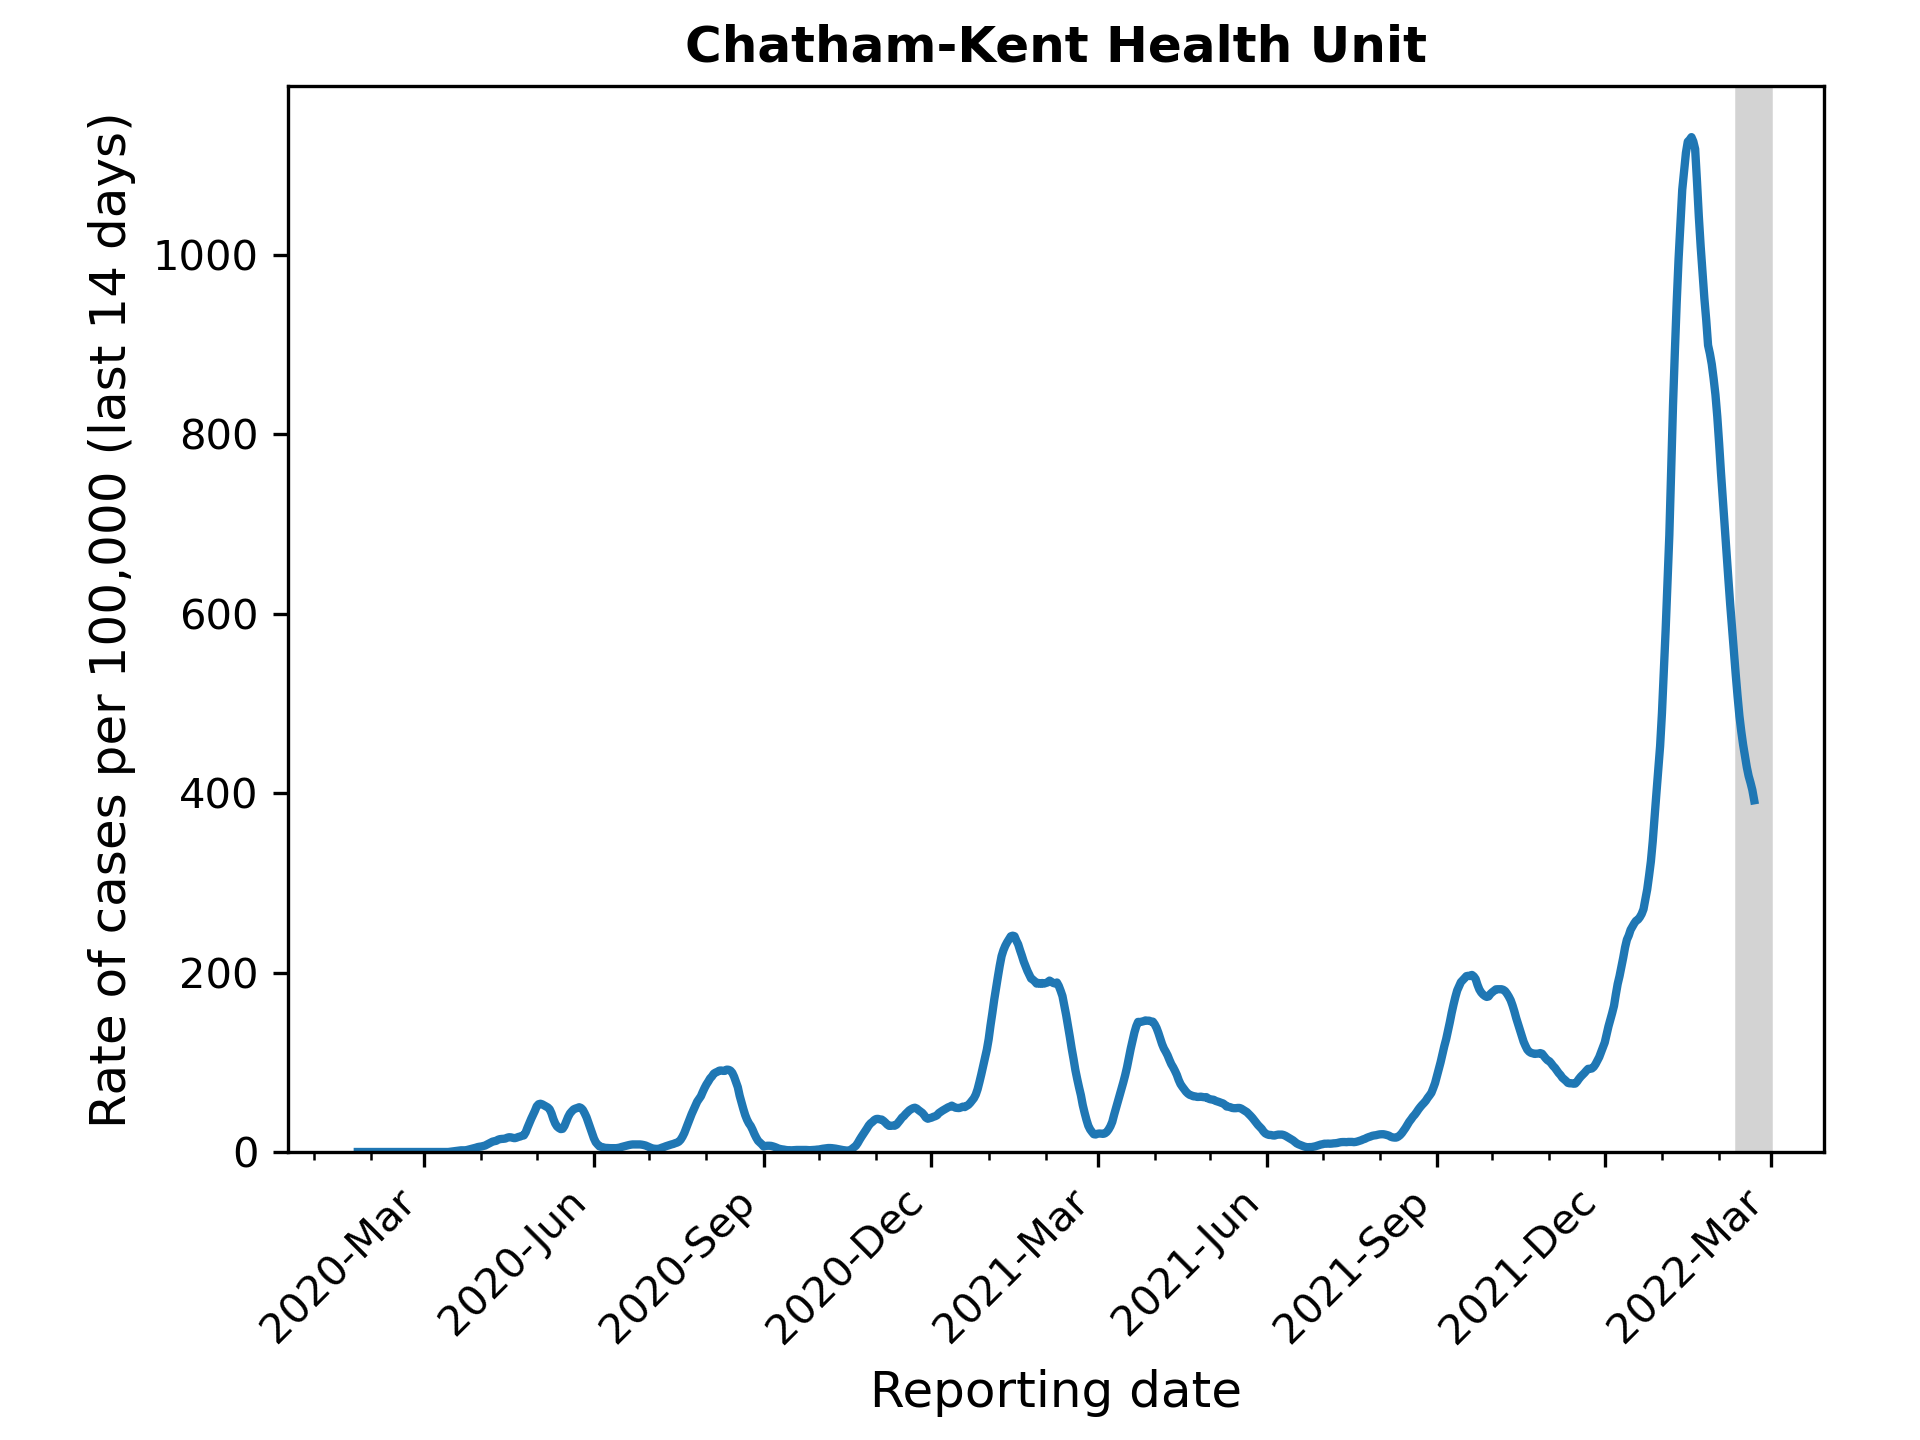 Chatham-Kent Health Unit
Rate of cases per 100,000 (last 14 days)
1000
800
600
400
200
0
2020-Mar
2020-Jun
2020-Sep
2020-Dec
2021-Mar
2021-Jun
2021-Sep
2021-Dec
2022-Mar
Reporting date